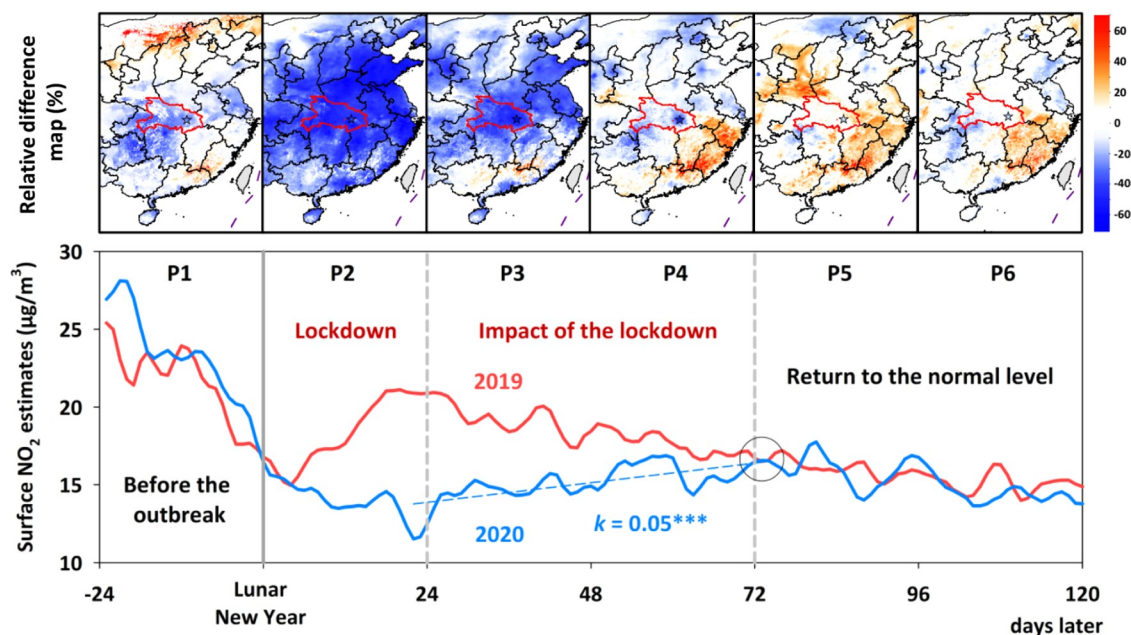 Relative difference
map (%)
60
40
20
0
-20
-40
-60
Surface NO₂ estimates (µg/m³)
30
25
20
15
10
P1
P2
P3
P4
P5
P6
Lockdown
Impact of the lockdown
Return to the normal level
2019
Before the
outbreak
2020
k = 0.05***
-24
Lunar
New Year
24
48
72
96
120
days later